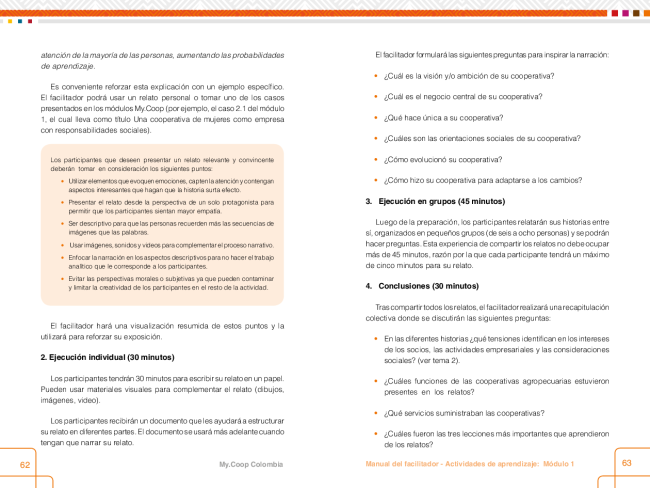 atención de la mayoría de las personas, aumentando las probabilidades
de aprendizaje.
Es conveniente reforzar esta explicación con un ejemplo específico.
El facilitador podrá usar un relato personal o tomar uno de los casos
presentados en los módulos My.Coop (por ejemplo, el caso 2.1 del módulo
1, el cual lleva como título Una cooperativa de mujeres como empresa
con responsabilidades sociales).
Los participantes que deseen presentar un relato relevante y convincente
deberán tomar en consideración los siguientes puntos:
• Utilizar elementos que evoquen emociones, capten la atención y contengan
aspectos interesantes que hagan que la historia surta efecto.
• Presentar el relato desde la perspectiva de un solo protagonista para
permitir que los participantes sientan mayor empatía.
• Ser descriptivo para que las personas recuerden más las secuencias de
imágenes que las palabras.
• Usar imágenes, sonidos y videos para complementar el proceso narrativo.
• Enfocar la narración en los aspectos descriptivos para no hacer el trabajo
analítico que le corresponde a los participantes.
• Evitar las perspectivas morales o subjetivas ya que pueden contaminar
y limitar la creatividad de los participantes en el resto de la actividad.
El facilitador hará una visualización resumida de estos puntos y la
utilizará para reforzar su exposición.
2. Ejecución individual (30 minutos)
Los participantes tendrán 30 minutos para escribir su relato en un papel.
Pueden usar materiales visuales para complementar el relato (dibujos,
imágenes, video).
Los participantes recibirán un documento que les ayudará a estructurar
su relato en diferentes partes. El documento se usará más adelante cuando
tengan que narrar su relato.
62
My.Coop Colombia
El facilitador formulará las siguientes preguntas para inspirar la narración:
• ¿Cuál es la visión y/o ambición de su cooperativa?
• ¿Cuál es el negocio central de su cooperativa?
• ¿Qué hace única a su cooperativa?
• ¿Cuáles son las orientaciones sociales de su cooperativa?
• ¿Cómo evolucionó su cooperativa?
• ¿Cómo hizo su cooperativa para adaptarse a los cambios?
3. Ejecución en grupos (45 minutos)
Luego de la preparación, los participantes relatarán sus historias entre
sí, organizados en pequeños grupos (de seis a ocho personas) y se podrán
hacer preguntas. Esta experiencia de compartir los relatos no debe ocupar
más de 45 minutos, razón por la que cada participante tendrá un máximo
de cinco minutos para su relato.
4. Conclusiones (30 minutos)
Tras compartir todos los relatos, el facilitador realizará una recapitulación
colectiva donde se discutirán las siguientes preguntas:
• En las diferentes historias ¿qué tensiones identifican en los intereses
de los socios, las actividades empresariales y las consideraciones
sociales? (ver tema 2).
• ¿Cuáles funciones de las cooperativas agropecuarias estuvieron
presentes en los relatos?
• ¿Qué servicios suministraban las cooperativas?
• ¿Cuáles fueron las tres lecciones más importantes que aprendieron
de los relatos?
Manual del facilitador - Actividades de aprendizaje: Módulo 1
63